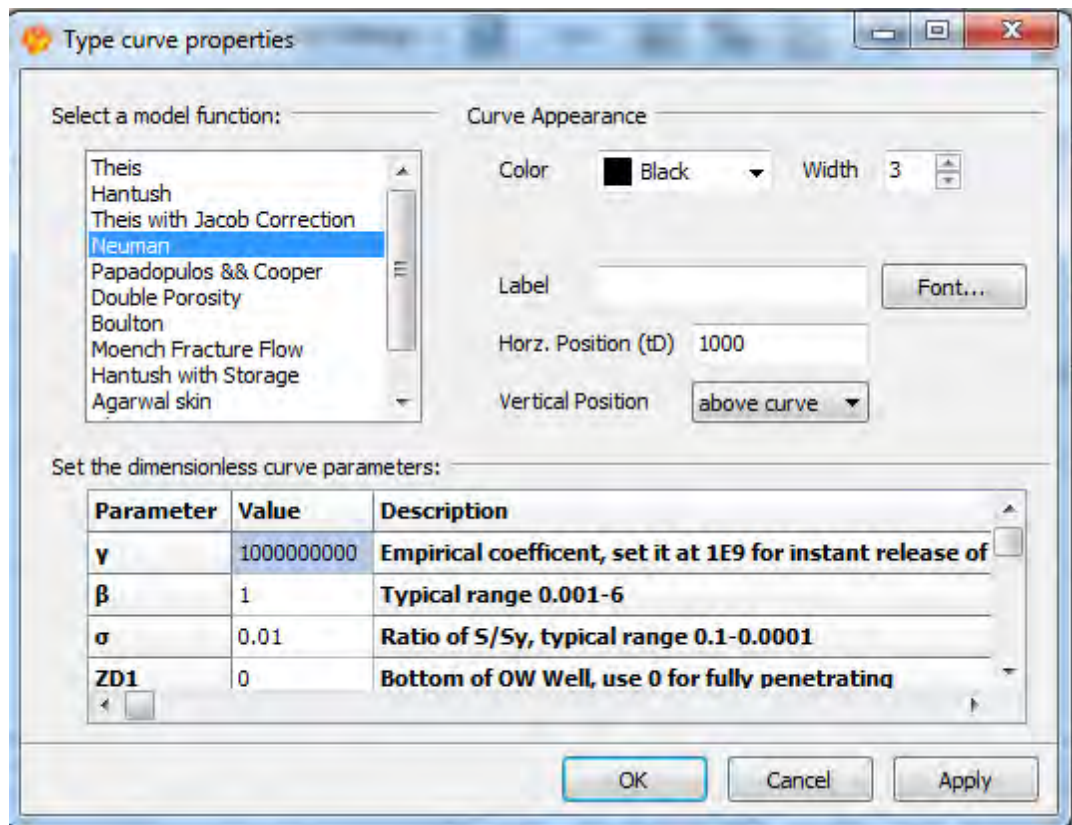 Type curve properties
Select a model function:
Theis
Hantush
Theis with Jacob Correction
Neuman
Papadopulos && Cooper
Double Porosity
Boulton
Moench Fracture Flow
Hantush with Storage
Agarwal skin
Curve Appearance
Color Black Width 3
Label Font...
Horz. Position (tD) 1000
Vertical Position above curve
Set the dimensionless curve parameters:
Parameter Value Description
γ 1000000000 Empirical coefficent, set it at 1E9 for instant release of
β 1 Typical range 0.001-6
σ 0.01 Ratio of S/Sy, typical range 0.1-0.0001
ZD1 0 Bottom of OW Well, use 0 for fully penetrating
OK Cancel Apply